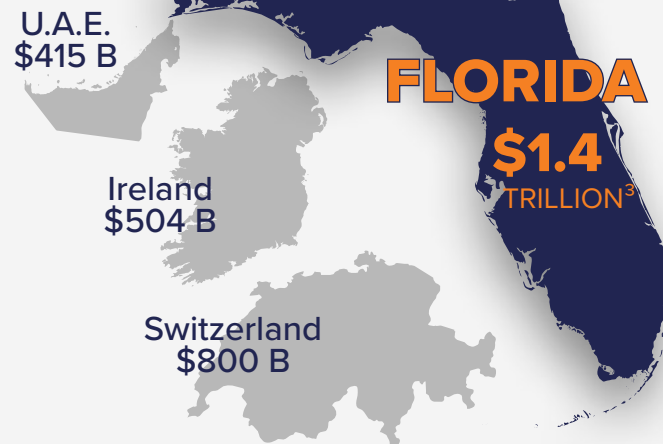 U.A.E.
$415 B
FLORIDA
$1.4
TRILLION³
Ireland
$504 B
Switzerland
$800 B